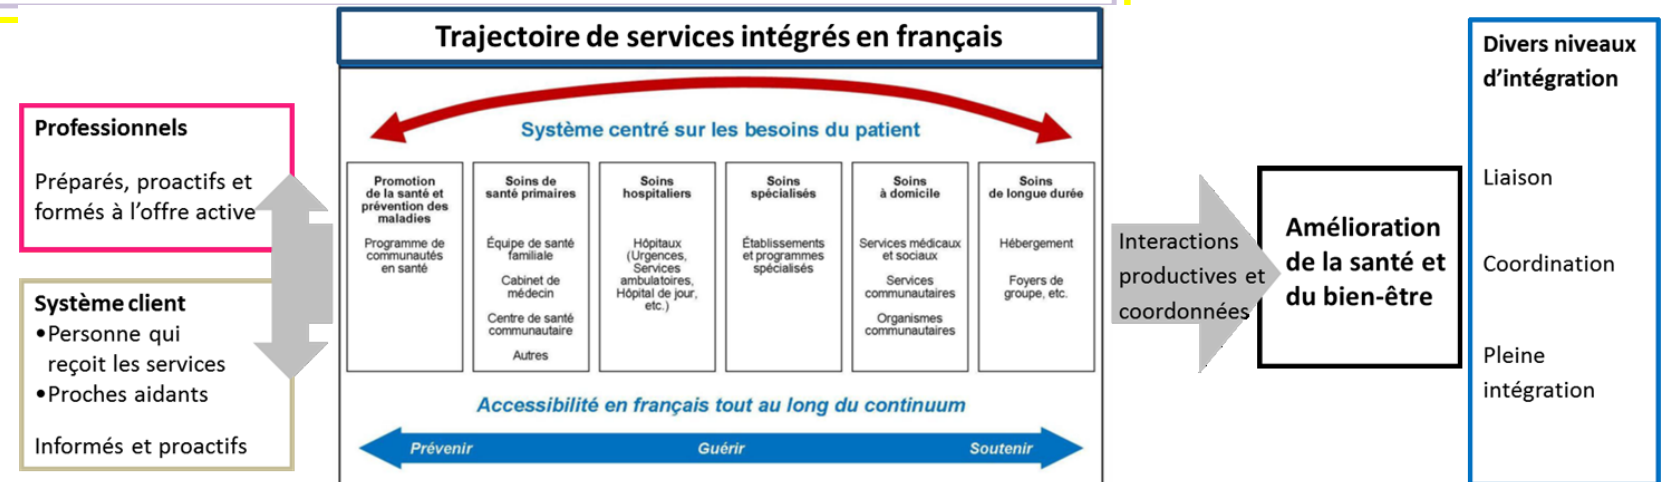 Trajectoire de services intégrés en français
Professionnels
Préparés, proactifs et
formés à l'offre active
Système client
•Personne qui
reçoit les services
•Proches aidants
Informés et proactifs
Système centré sur les besoins du patient
Promotion
de la santé et
prévention des
maladies
Programme de
communautés
en santé
Soins de
santé primaires
Équipe de santé
familiale
Cabinet de
médecin
Centre de santé
communautaire
Autres
Soins
hospitaliers
Hôpitaux
(Urgences,
Services
ambulatoires,
Hôpital de jour,
etc.)
Soins
spécialisés
Établissements
et programmes
spécialisés
Soins
à domicile
Services médicaux
et sociaux
Services
communautaires
Organismes
communautaires
Soins
de longue durée
Hébergement
Foyers de
groupe, etc.
Accessibilité en français tout au long du continuum
Prévenir
Guérir
Soutenir
Interactions
productives et
coordonnées
Amélioration
de la santé et
du bien-être
Divers niveaux
d'intégration
Liaison
Coordination
Pleine
intégration